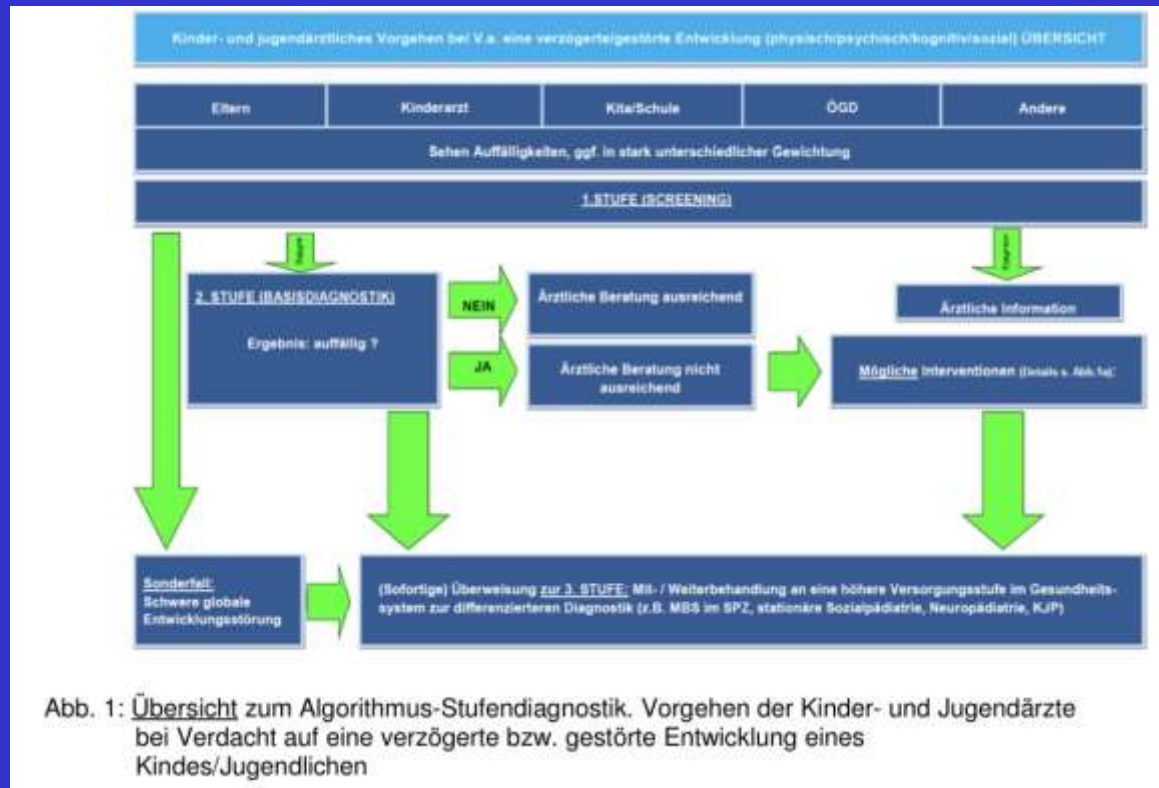 Kinder- und jugendärztliches Vorgehen bei V.a. eine verzögerte/gestörte Entwicklung (physisch/psychisch/kognitiv/sozial) ÜBERSICHT
Eltern
Kinderarzt
Kita/Schule
ÖGD
Andere
Sehen Auffälligkeiten, ggf. in stark unterschiedlicher Gewichtung
1.STUFE (SCREENING)
2. STUFE (BASISDIAGNOSTIK)
Ergebnis: auffällig ?
NEIN
Ärztliche Beratung ausreichend
Ärztliche Information
JA
Ärztliche Beratung nicht
ausreichend
Mögliche Interventionen (Details s. Abb.1a):
Sonderfall:
Schwere globale
Entwicklungsstörung
(Sofortige) Überweisung zur 3. STUFE: Mit- / Weiterbehandlung an eine höhere Versorgungsstufe im Gesundheits-
system zur differenzierteren Diagnostik (z.B. MBS im SPZ, stationäre Sozialpädiatrie, Neuropädiatrie, KJP)
Abb. 1: Übersicht zum Algorithmus-Stufendiagnostik. Vorgehen der Kinder- und Jugendärzte
bei Verdacht auf eine verzögerte bzw. gestörte Entwicklung eines
Kindes/Jugendlichen